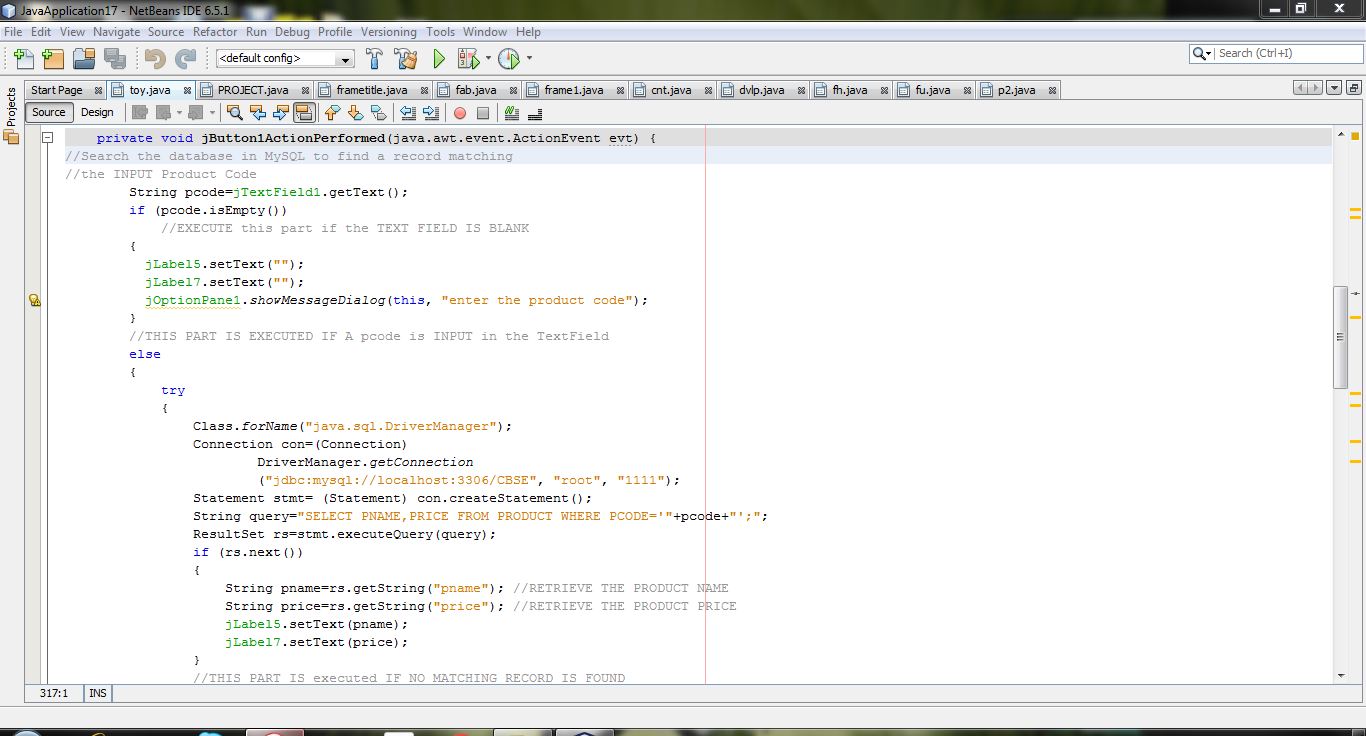 JavaApplication17 - NetBeans IDE 6.5.1
File Edit View Navigate Source Refactor Run Debug Profile Versioning Tools Window Help
<default config>
Search (Ctrl+I)
Projects
Start Page toy.java PROJECT.java frametitle.java fab.java frame1.java cnt.java dvlp.java fh.java fu.java p2.java
Source Design
private void jButton1ActionPerformed(java.awt.event.ActionEvent evt) {
//Search the database in MySQL to find a record matching
//the INPUT Product Code
String pcode=jTextField1.getText();
if (pcode.isEmpty())
//EXECUTE this part if the TEXT FIELD IS BLANK
{
jLabel5.setText("");
jLabel7.setText("");
jOptionPane1.showMessageDialog(this, "enter the product code");
}
//THIS PART IS EXECUTED IF A pcode is INPUT in the TextField
else
{
try
{
Class.forName("java.sql.DriverManager");
Connection con=(Connection)
DriverManager.getConnection
("jdbc:mysql://localhost:3306/CBSE", "root", "1111");
Statement stmt= (Statement) con.createStatement();
String query="SELECT PNAME,PRICE FROM PRODUCT WHERE PCODE='"+pcode+"';";
ResultSet rs=stmt.executeQuery(query);
if (rs.next())
{
String pname=rs.getString("pname"); //RETRIEVE THE PRODUCT NAME
String price=rs.getString("price"); //RETRIEVE THE PRODUCT PRICE
jLabel5.setText(pname);
jLabel7.setText(price);
}
//THIS PART IS executed IF NO MATCHING RECORD IS FOUND
317:1 INS